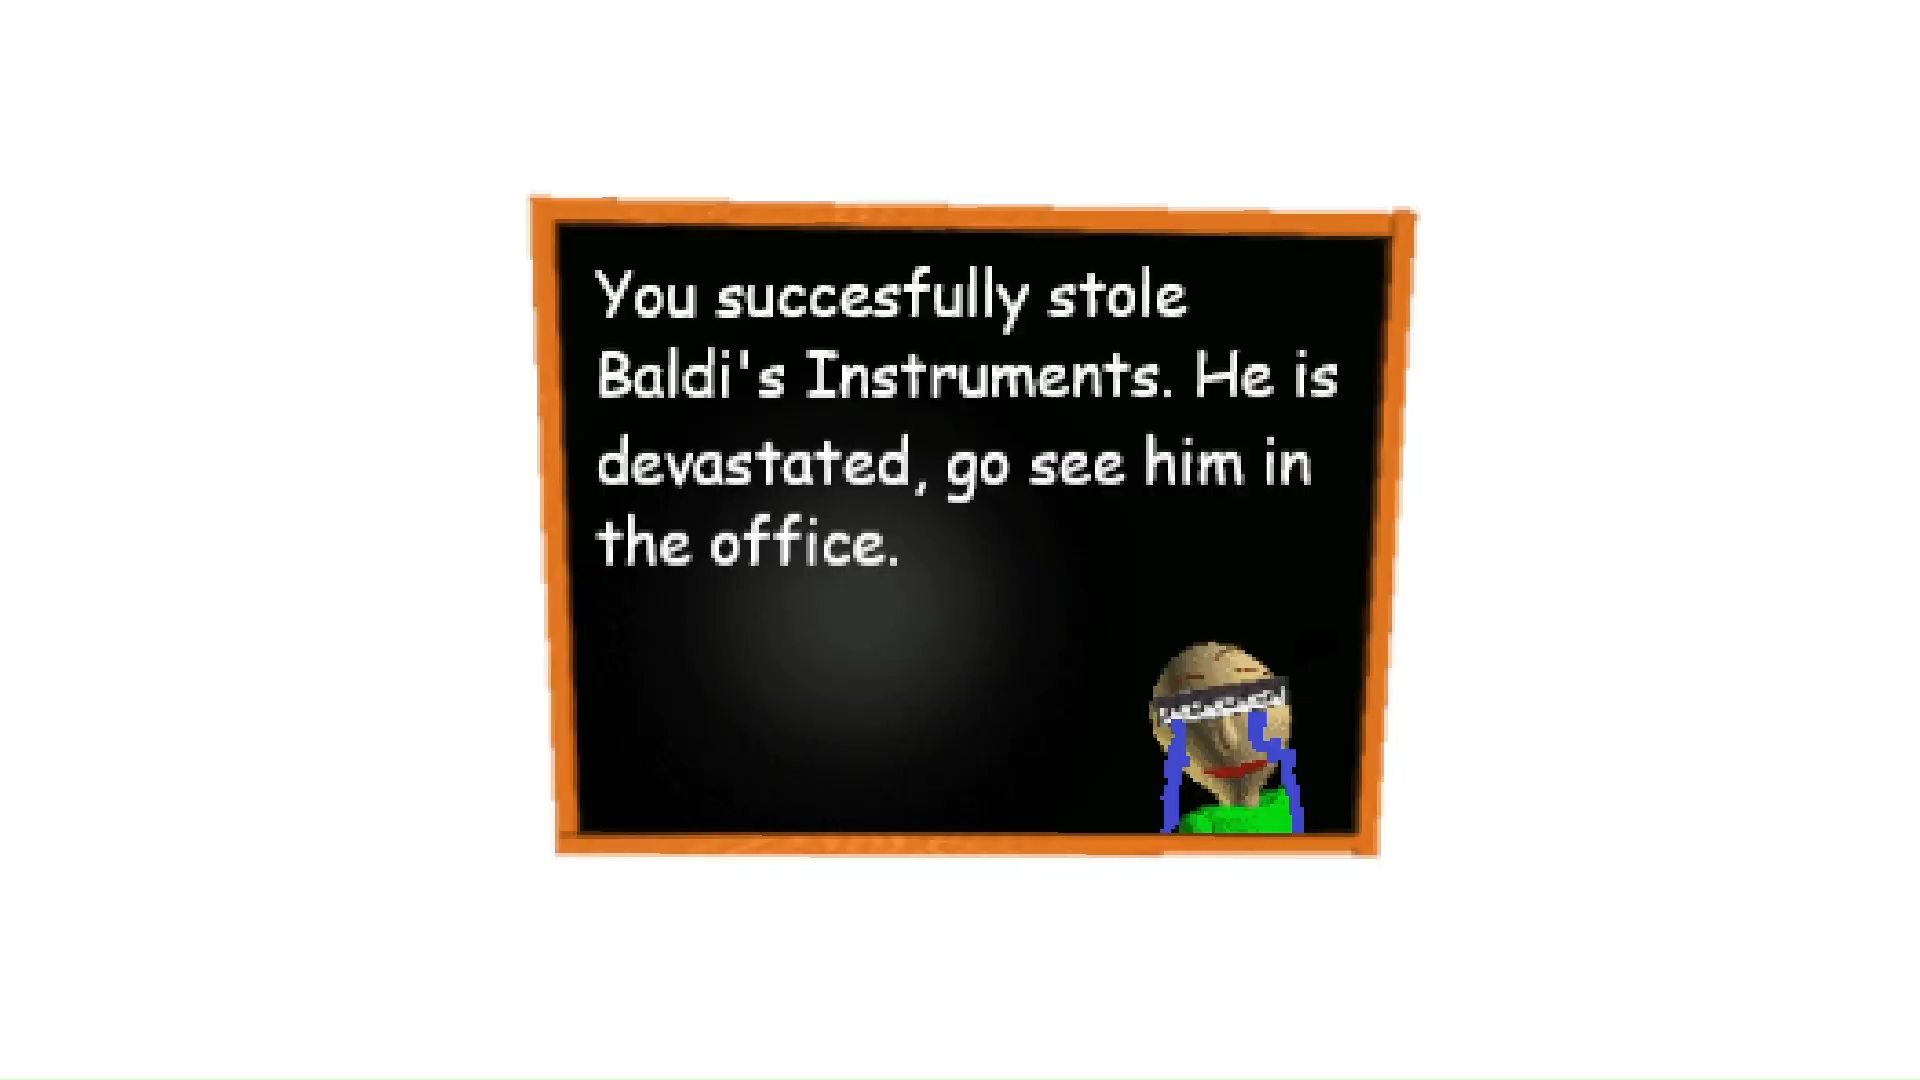 You succesfully stole
Baldi's Instruments. He is
devastated, go see him in
the office.